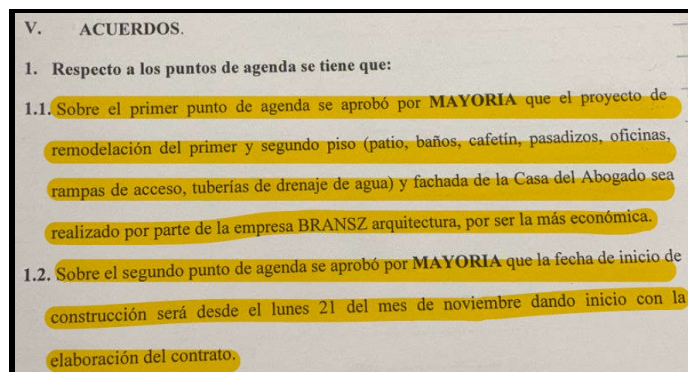 V. ACUERDOS.
1. Respecto a los puntos de agenda se tiene que:
1.1. Sobre el primer punto de agenda se aprobó por MAYORIA que el proyecto de
remodelación del primer y segundo piso (patio, baños, cafetín, pasadizos, oficinas,
rampas de acceso, tuberías de drenaje de agua) y fachada de la Casa del Abogado sea
realizado por parte de la empresa BRANSZ arquitectura, por ser la más económica.
1.2. Sobre el segundo punto de agenda se aprobó por MAYORIA que la fecha de inicio de
construcción será desde el lunes 21 del mes de noviembre dando inicio con la
elaboración del contrato.